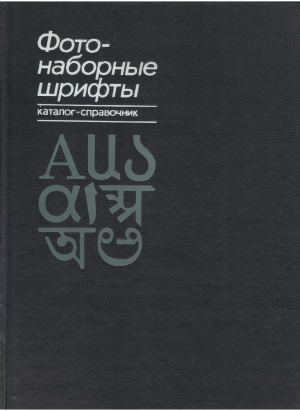 Фото-
наборные
шрифты
каталог-справочник
A
α
অ